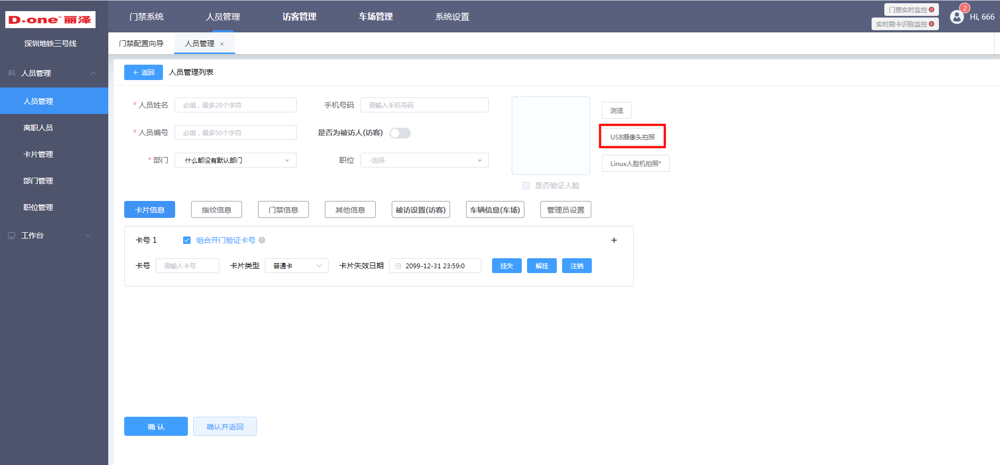 D·one® 丽泽
深圳地铁三号线
人员管理
人员管理
离职人员
卡片管理
部门管理
职位管理
工作台
门禁系统 人员管理 访客管理 车场管理 系统设置
门禁实时监控
实时刷卡识别监控
2
Hi, 666
门禁配置向导 人员管理 ×
← 返回 人员管理列表
* 人员姓名 必填，最多20个字符 手机号码 请输入手机号码
* 人员编号 必填，最多50个字符 是否为被访人(访客)
* 部门 什么都没有默认部门 职位 -选择-
浏览
USB摄像头拍照
Linux人脸机拍照*
是否验证人脸
卡片信息 指纹信息 门禁信息 其他信息 被访设置(访客) 车辆信息(车场) 管理员设置
卡号 1 组合开门验证卡号 ? +
卡号 请输入卡号 卡片类型 普通卡 卡片失效日期 2099-12-31 23:59:0 挂失 解挂 注销
确 认 确认并返回